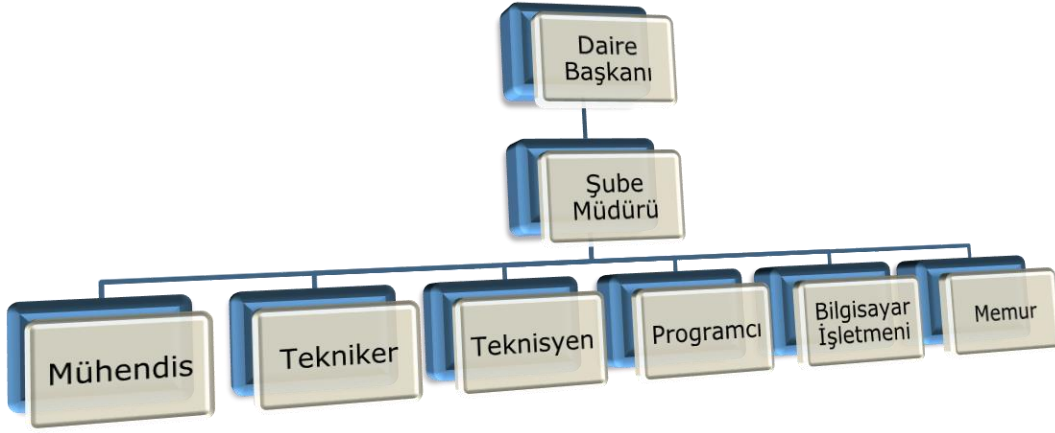 Daire
Başkanı
Şube
Müdürü
Mühendis
Tekniker
Teknisyen
Programcı
Bilgisayar
İşletmeni
Memur